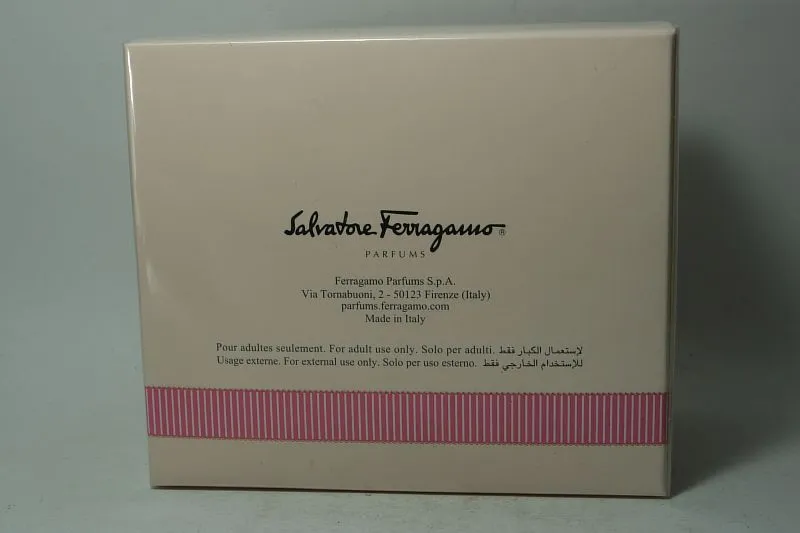 Salvatore Ferragamo®
PARFUMS
Ferragamo Parfums S.p.A.
Via Tornabuoni, 2 - 50123 Firenze (Italy)
parfums.ferragamo.com
Made in Italy
Pour adultes seulement. For adult use only. Solo per adulti. لإستعمال الكبار فقط
Usage externe. For external use only. Solo per uso esterno. للإستخدام الخارجي فقط